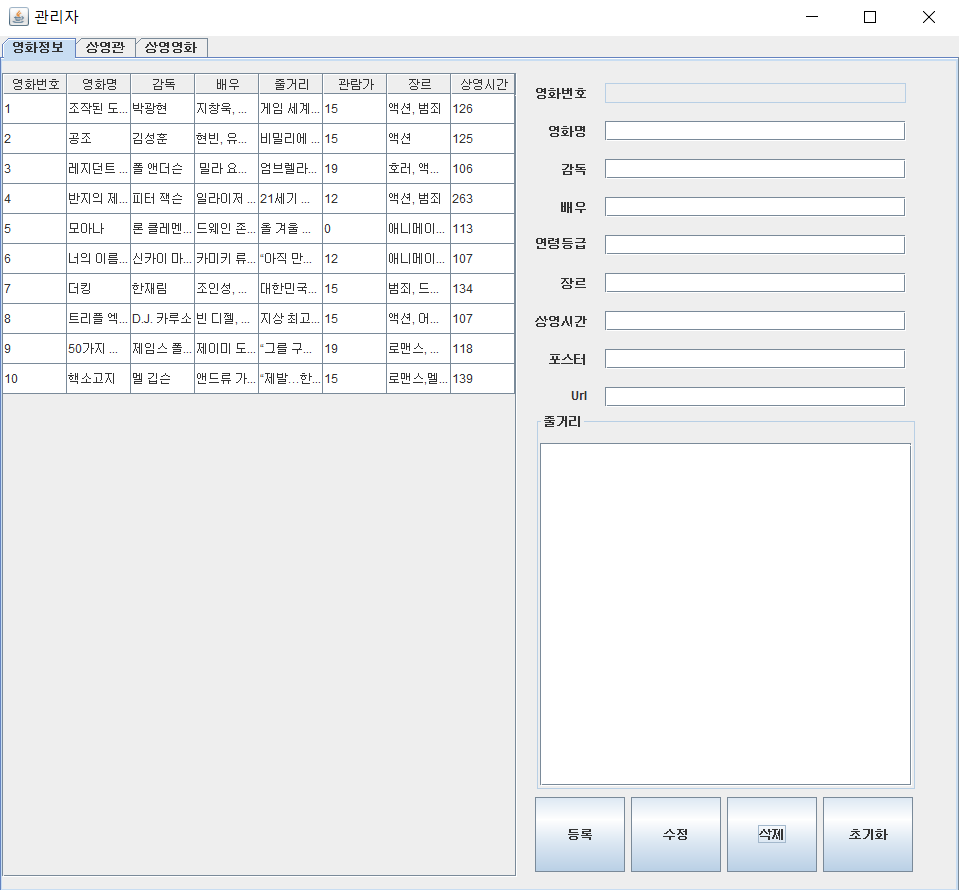 관리자
영화정보 상영관 상영영화
영화번호 영화명 감독 배우 줄거리 관람가 장르 상영시간
1 조작된 도... 박광현 지창욱, ... 게임 세계... 15 액션, 범죄 126
2 공조 김성훈 현빈, 유... 비밀리에 ... 15 액션 125
3 레지던트 ... 폴 앤더슨 밀라 요... 엄브렐라... 19 호러, 액... 106
4 반지의 제... 피터 잭슨 일라이저 ... 21세기 ... 12 액션, 범죄 263
5 모아나 론 클레멘... 드웨인 존... 올 겨울 ... 0 애니메이... 113
6 너의 이름... 신카이 마... 카미키 류... “아직 만... 12 애니메이... 107
7 더킹 한재림 조인성, ... 대한민국... 15 범죄, 드... 134
8 트리플 엑... D.J. 카루소 빈 디젤, ... 지상 최고... 15 액션, 어... 107
9 50가지 ... 제임스 폴... 제이미 도... “그를 구... 19 로맨스, ... 118
10 핵소고지 멜 깁슨 앤드류 가... “제발…한... 15 로맨스,멜... 139
영화번호
영화명
감독
배우
연령등급
장르
상영시간
포스터
Url
줄거리
등록 수정 삭제 초기화